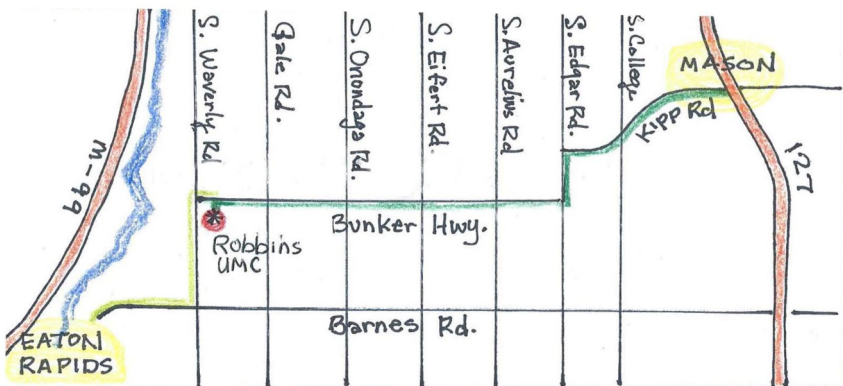 M-99
S. Waverly Rd
Gale Rd.
S. Onondaga Rd.
S. Eifert Rd.
S. Aurelius Rd
S. Edgar Rd.
S. College
MASON
KIPP Rd
127
Bunker Hwy.
Robbins
UMC
Barnes Rd.
EATON
RAPIDS